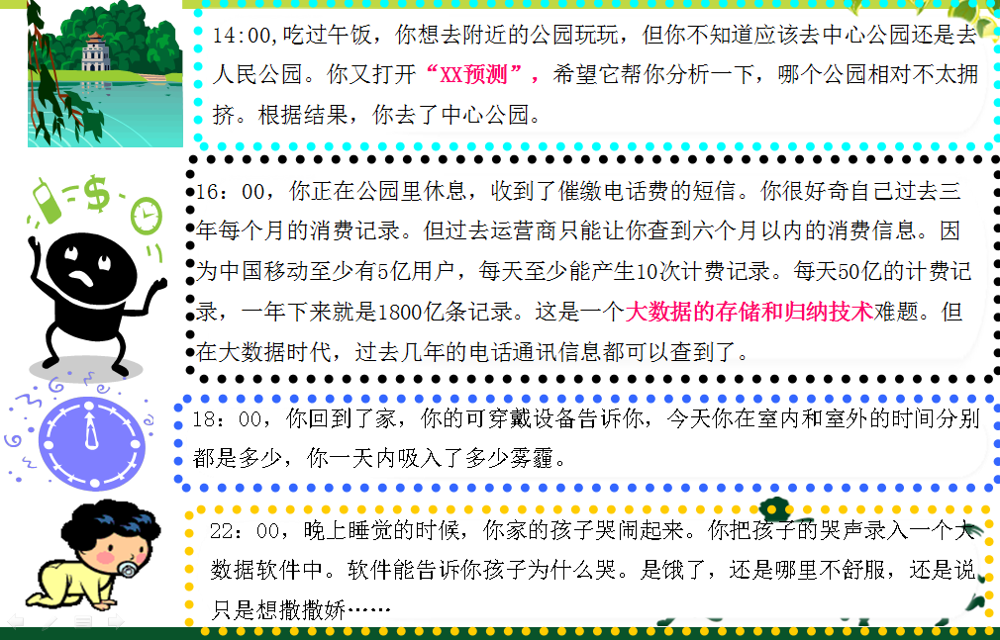 14:00,吃过午饭，你想去附近的公园玩玩，但你不知道应该去中心公园还是去
人民公园。你又打开“XX预测”，希望它帮你分析一下，哪个公园相对不太拥
挤。根据结果，你去了中心公园。
16：00，你正在公园里休息，收到了催缴电话费的短信。你很好奇自己过去三
年每个月的消费记录。但过去运营商只能让你查到六个月以内的消费信息。因
为中国移动至少有5亿用户，每天至少能产生10次计费记录。每天50亿的计费记
录，一年下来就是1800亿条记录。这是一个大数据的存储和归纳技术难题。但
在大数据时代，过去几年的电话通讯信息都可以查到了。
18：00，你回到了家，你的可穿戴设备告诉你，今天你在室内和室外的时间分别
都是多少，你一天内吸入了多少雾霾。
22：00，晚上睡觉的时候，你家的孩子哭闹起来。你把孩子的哭声录入一个大
数据软件中。软件能告诉你孩子为什么哭。是饿了，还是哪里不舒服，还是说
只是想撒撒娇……